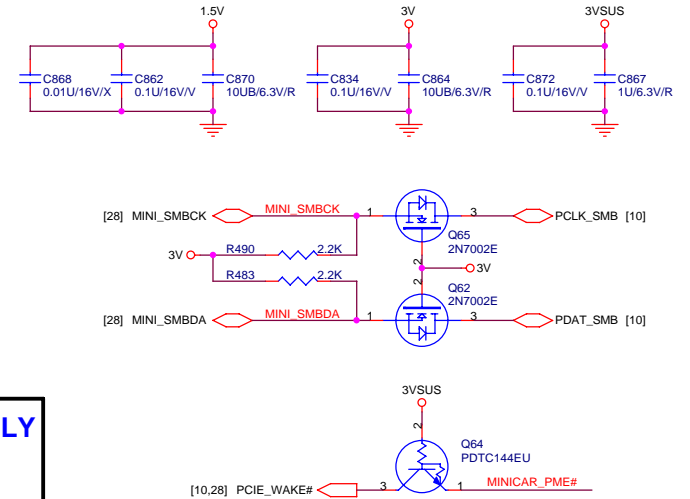 1.5V
3V
3VSUS
C868
0.01U/16V/X
C862
0.1U/16V/V
C870
10UB/6.3V/R
C834
0.1U/16V/V
C864
10UB/6.3V/R
C872
0.1U/16V/V
C867
1U/6.3V/R
[28] MINI_SMBCK
MINI_SMBCK
1
3
PCLK_SMB [10]
Q65
2N7002E
2
3V
R490
2.2K
3V
R483
2.2K
2
Q62
2N7002E
[28] MINI_SMBDA
MINI_SMBDA
1
3
PDAT_SMB [10]
3VSUS
2
LY
Q64
PDTC144EU
[10,28] PCIE_WAKE#
3
1
MINICAR_PME#